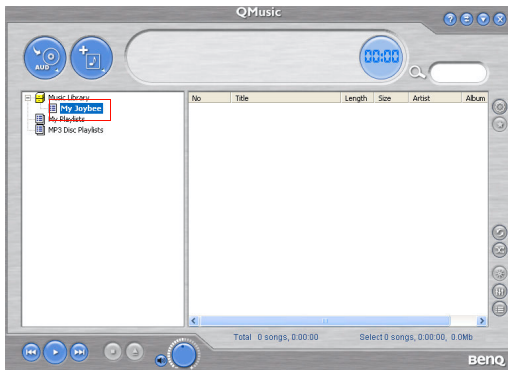 QMusic
?
AUD
00:00
Music Library
My Joybee
My Playlists
MP3 Disc Playlists
No Title Length Size Artist Album
Total 0 songs, 0:00:00 Select 0 songs, 0:00:00, 0.0Mb
BenQ